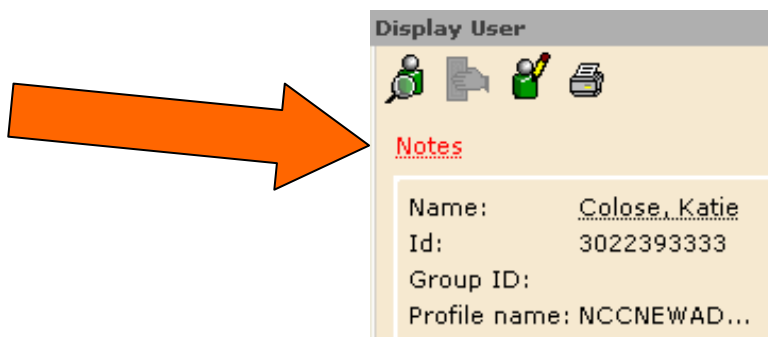 Display User
Notes
Name: Colose, Katie
Id: 3022393333
Group ID:
Profile name: NCCNEWAD...